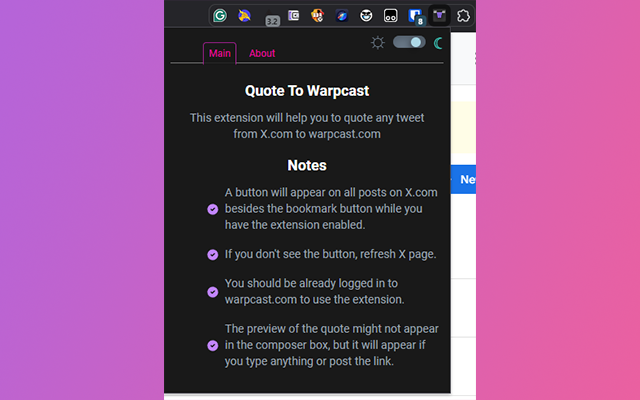 3.2
8
Main About
Quote To Warpcast
This extension will help you to quote any tweet
from X.com to warpcast.com
Notes
A button will appear on all posts on X.com
besides the bookmark button while you
have the extension enabled.
If you don't see the button, refresh X page.
You should be already logged in to
warpcast.com to use the extension.
The preview of the quote might not appear
in the composer box, but it will appear if
you type anything or post the link.
Ne